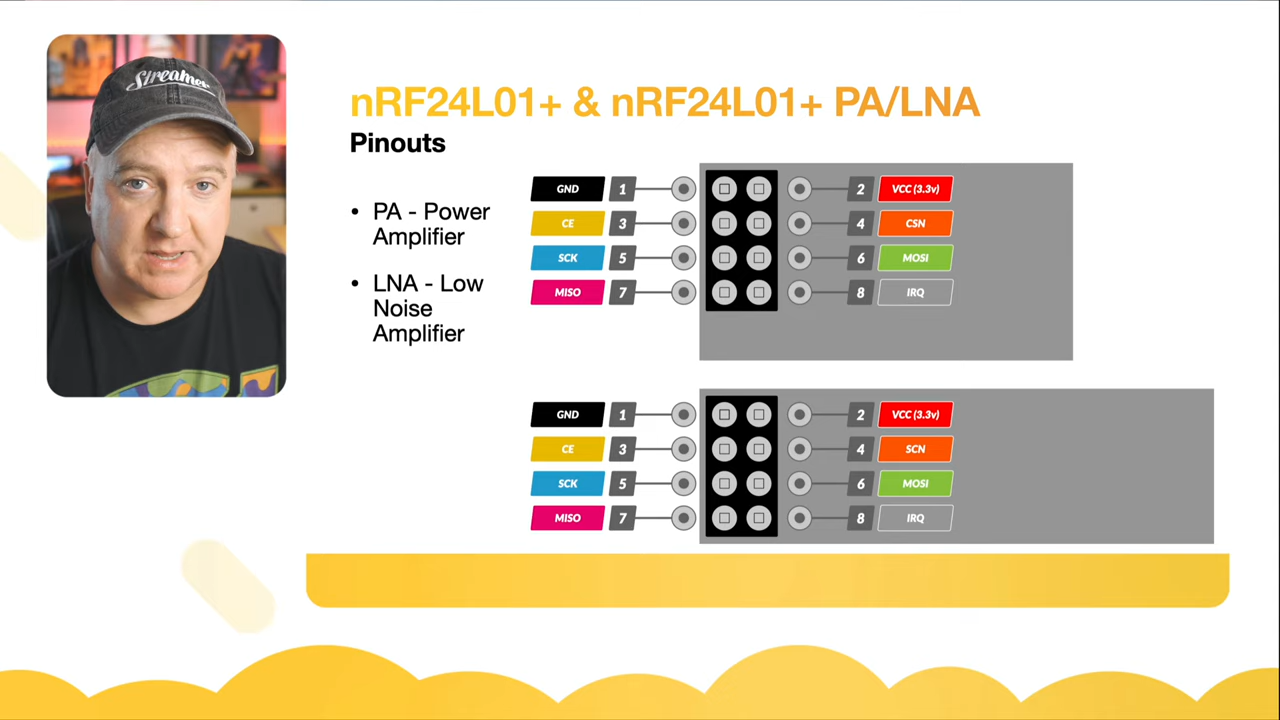 Streamer
nRF24L01+ & nRF24L01+ PA/LNA
Pinouts
• PA - Power
Amplifier
• LNA - Low
Noise
Amplifier
GND 1 2 VCC (3.3v)
CE 3 4 CSN
SCK 5 6 MOSI
MISO 7 8 IRQ
GND 1 2 VCC (3.3v)
CE 3 4 SCN
SCK 5 6 MOSI
MISO 7 8 IRQ